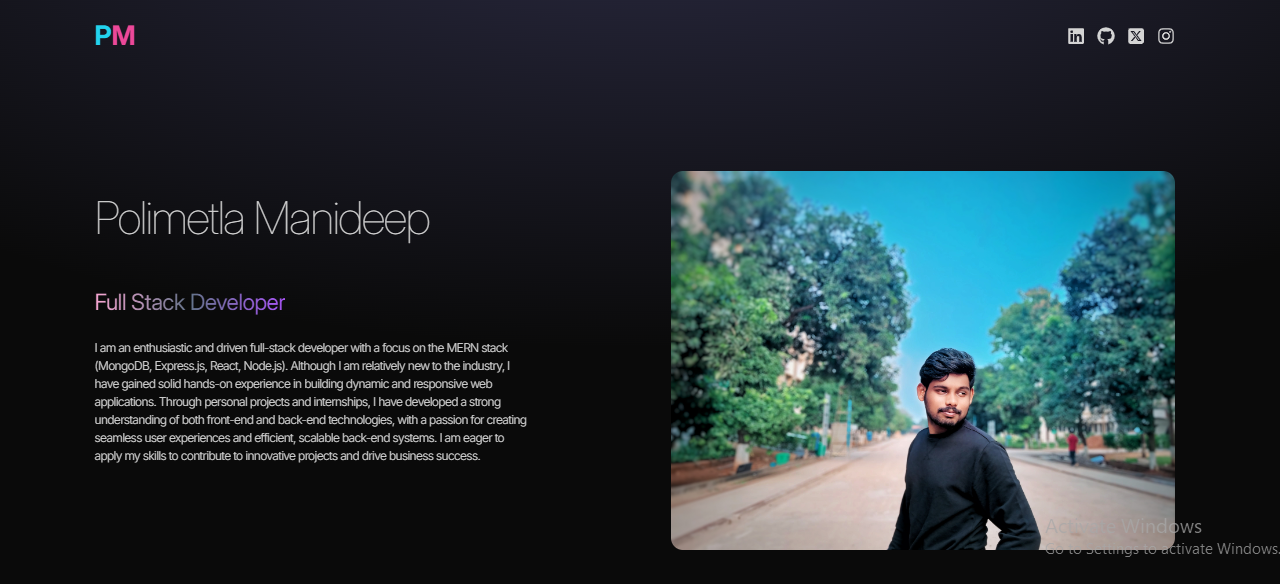 PM
Polimetla Manideep
Full Stack Developer
I am an enthusiastic and driven full-stack developer with a focus on the MERN stack
(MongoDB, Express.js, React, Node.js). Although I am relatively new to the industry, I
have gained solid hands-on experience in building dynamic and responsive web
applications. Through personal projects and internships, I have developed a strong
understanding of both front-end and back-end technologies, with a passion for creating
seamless user experiences and efficient, scalable back-end systems. I am eager to
apply my skills to contribute to innovative projects and drive business success.
Activate Windows
Go to Settings to activate Windows.